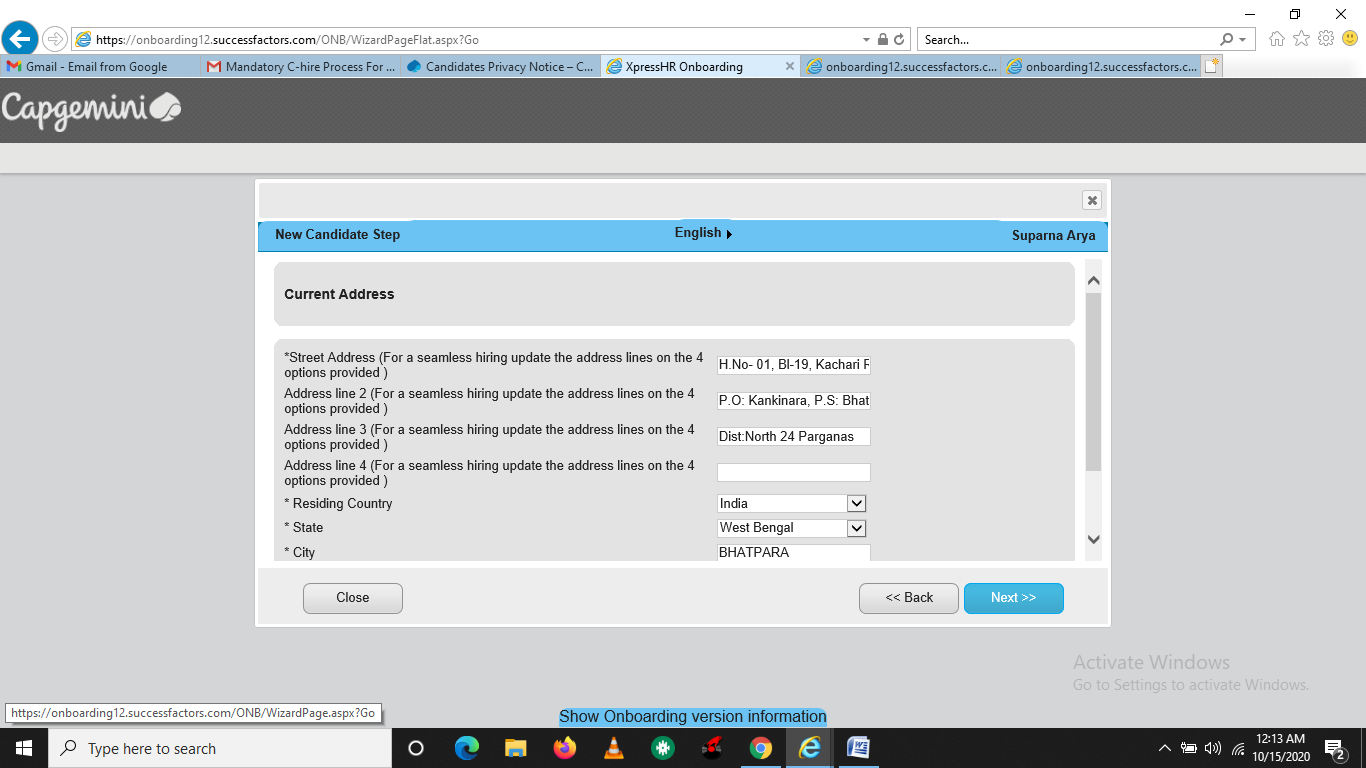 https://onboarding12.successfactors.com/ONB/WizardPageFlat.aspx?Go
Search...
Gmail - Email from Google
Mandatory C-hire Process For ...
Candidates Privacy Notice – C...
XpressHR Onboarding
onboarding12.successfactors.c...
onboarding12.successfactors.c...
Capgemini
New Candidate Step
English
Suparna Arya
Current Address
*Street Address (For a seamless hiring update the address lines on the 4
options provided )
H.No- 01, Bl-19, Kachari
Address line 2 (For a seamless hiring update the address lines on the 4
options provided )
P.O: Kankinara, P.S: Bhat
Address line 3 (For a seamless hiring update the address lines on the 4
options provided )
Dist:North 24 Parganas
Address line 4 (For a seamless hiring update the address lines on the 4
options provided )
* Residing Country
India
* State
West Bengal
* City
BHATPARA
Close
<< Back
Next >>
Activate Windows
Go to Settings to activate Windows.
https://onboarding12.successfactors.com/ONB/WizardPage.aspx?Go
Show Onboarding version information
Type here to search
12:13 AM
10/15/2020
2